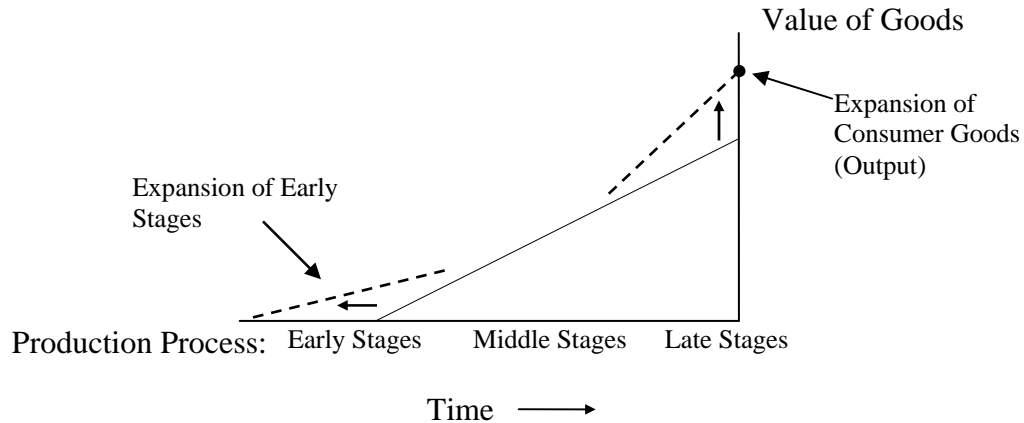 Value of Goods
Expansion of
Consumer Goods
(Output)
Expansion of Early
Stages
Production Process: Early Stages Middle Stages Late Stages
Time